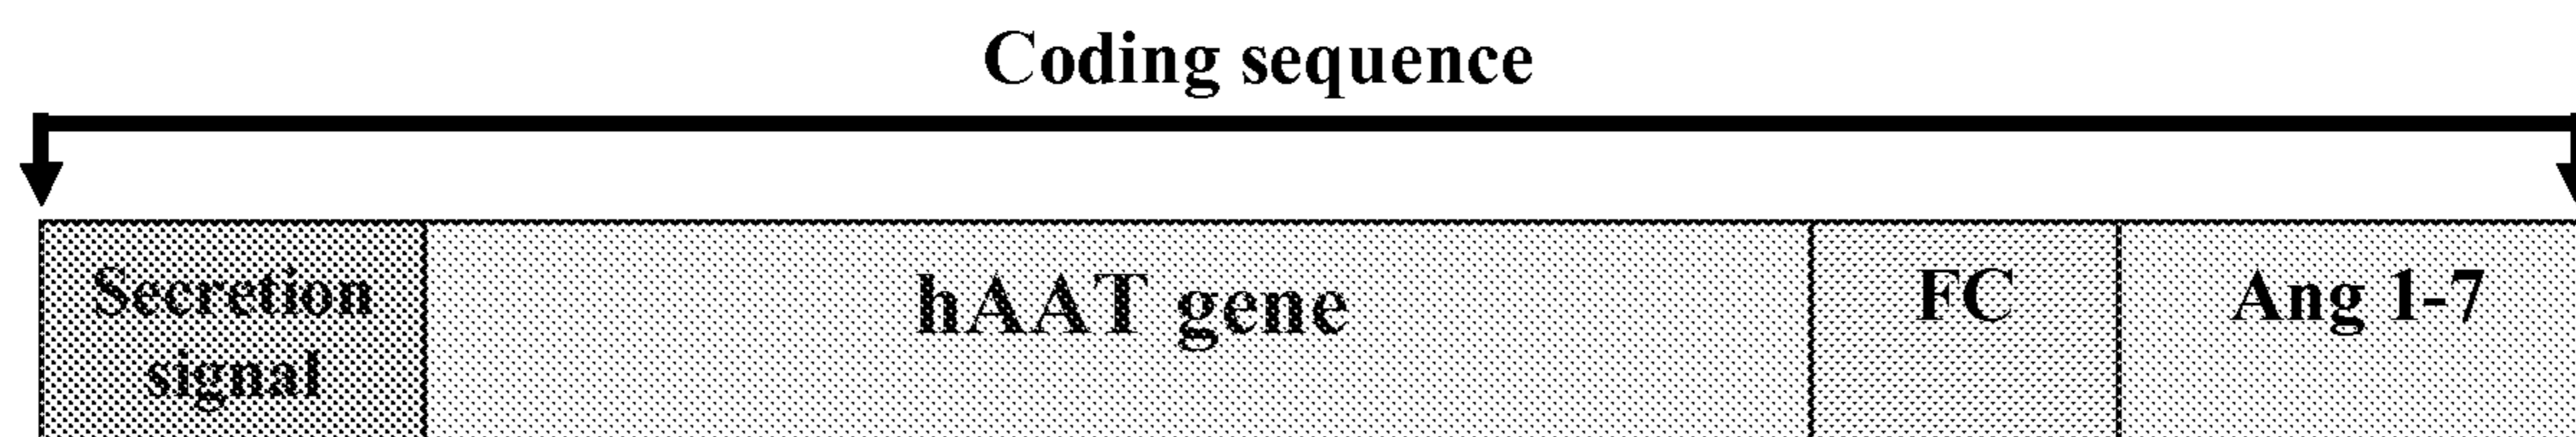 Coding sequence
Secretion
signal
hAAT gene
FC
Ang 1-7